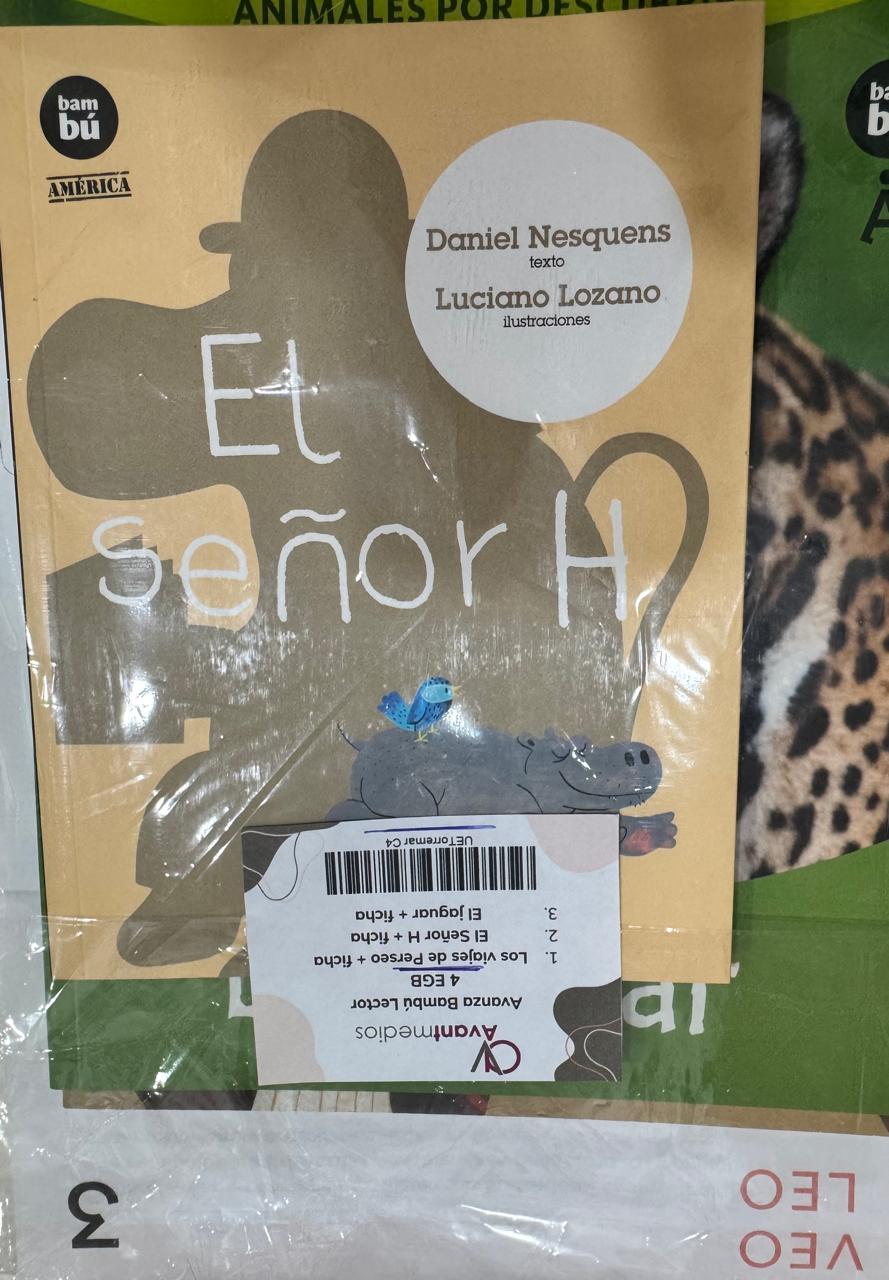 ANIMALES POR DESCUBRIR
bam
bú
AMÉRICA
Daniel Nesquens
texto
Luciano Lozano
ilustraciones
El
señor H
Avantmedios
Avanza Bambú Lector
4 EGB
1. Los viajes de Perseo + ficha
2. El Señor H + ficha
3. El jaguar + ficha
UETorremar C4
VEO
LEO
3